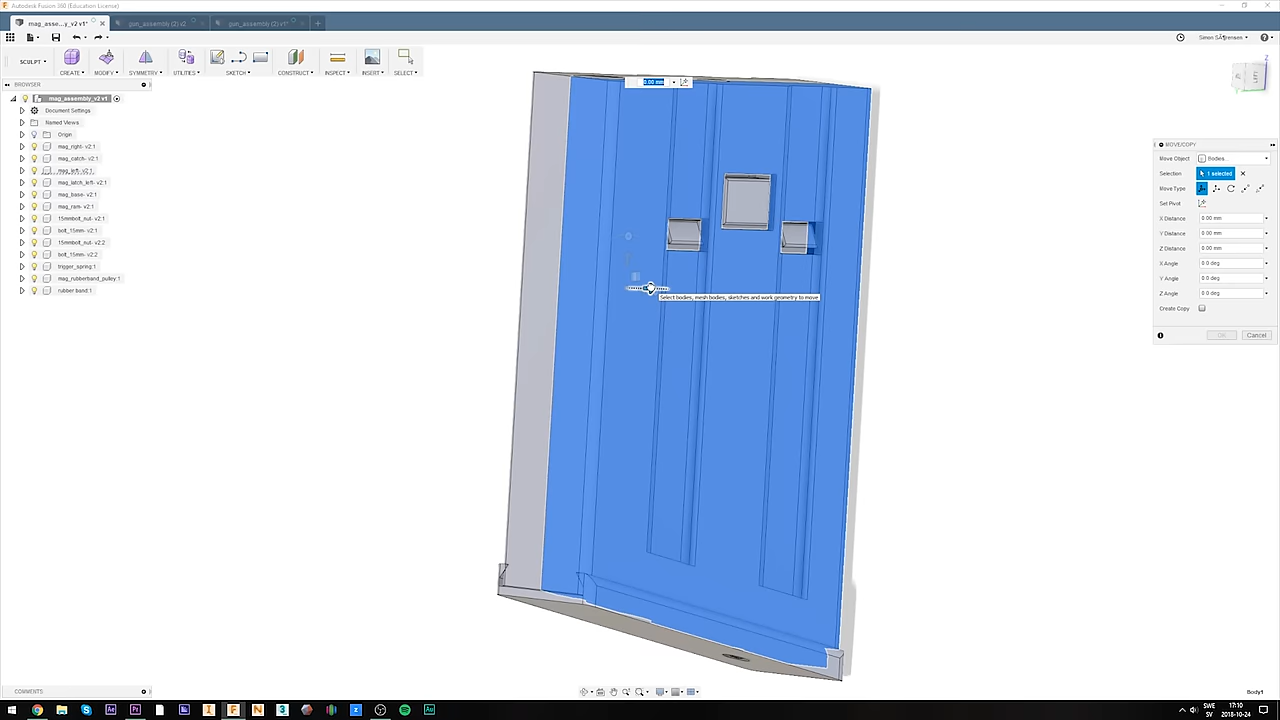 Autodesk Fusion 360 (Education License)
mag_asse...y_v2 v1*
gun_assembly (2) v2
gun_assembly (2) v1*
SCULPT
CREATE
MODIFY
SYMMETRY
UTILITIES
SKETCH
CONSTRUCT
INSPECT
INSERT
SELECT
BROWSER
mag_assembly_v2 v1
Document Settings
Named Views
Origin
mag_right- v2:1
mag_catch- v2:1
mag_left- v2:1
mag_latch_left- v2:1
mag_base- v2:1
mag_ram- v2:1
15mmbolt_nut- v2:1
bolt_15mm- v2:1
15mmbolt_nut- v2:2
bolt_15mm- v2:2
trigger_spring:1
mag_rubberband_pulley:1
rubber band:1
0.00 mm
Select bodies, mesh bodies, sketches and work geometry to move
LEFT
MOVE/COPY
Move Object Bodies...
Selection 1 selected
Move Type
Set Pivot
X Distance 0.00 mm
Y Distance 0.00 mm
Z Distance 0.00 mm
X Angle 0.0 deg
Y Angle 0.0 deg
Z Angle 0.0 deg
Create Copy
OK Cancel
COMMENTS
Body1
SWE
SV
17:10
2018-10-24